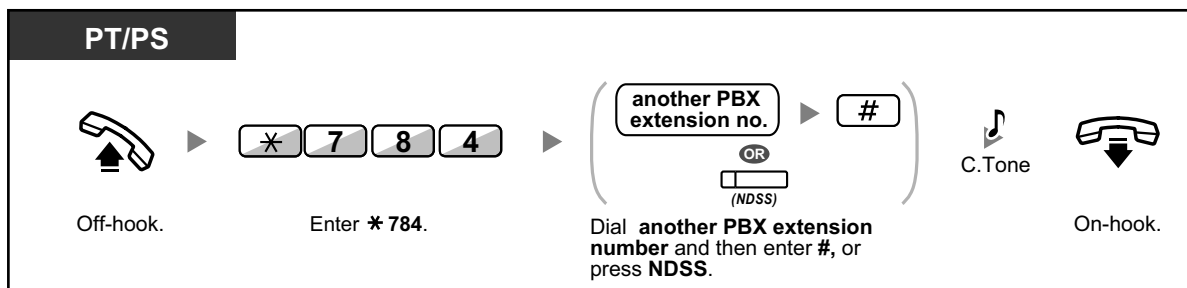 PT/PS
another PBX
extension no.
#
OR
(NDSS)
* 7 8 4
C.Tone
Off-hook.
Enter * 784.
Dial another PBX extension
number and then enter #, or
press NDSS.
On-hook.